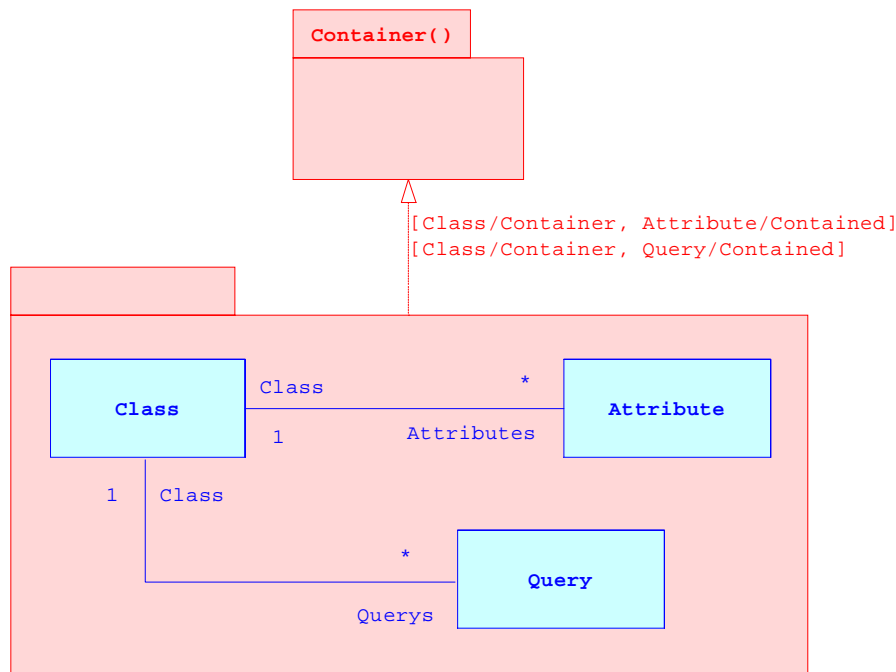 Container()
[Class/Container, Attribute/Contained]
[Class/Container, Query/Contained]
Class
*
Class
Attribute
1
Attributes
1
Class
*
Query
Querys